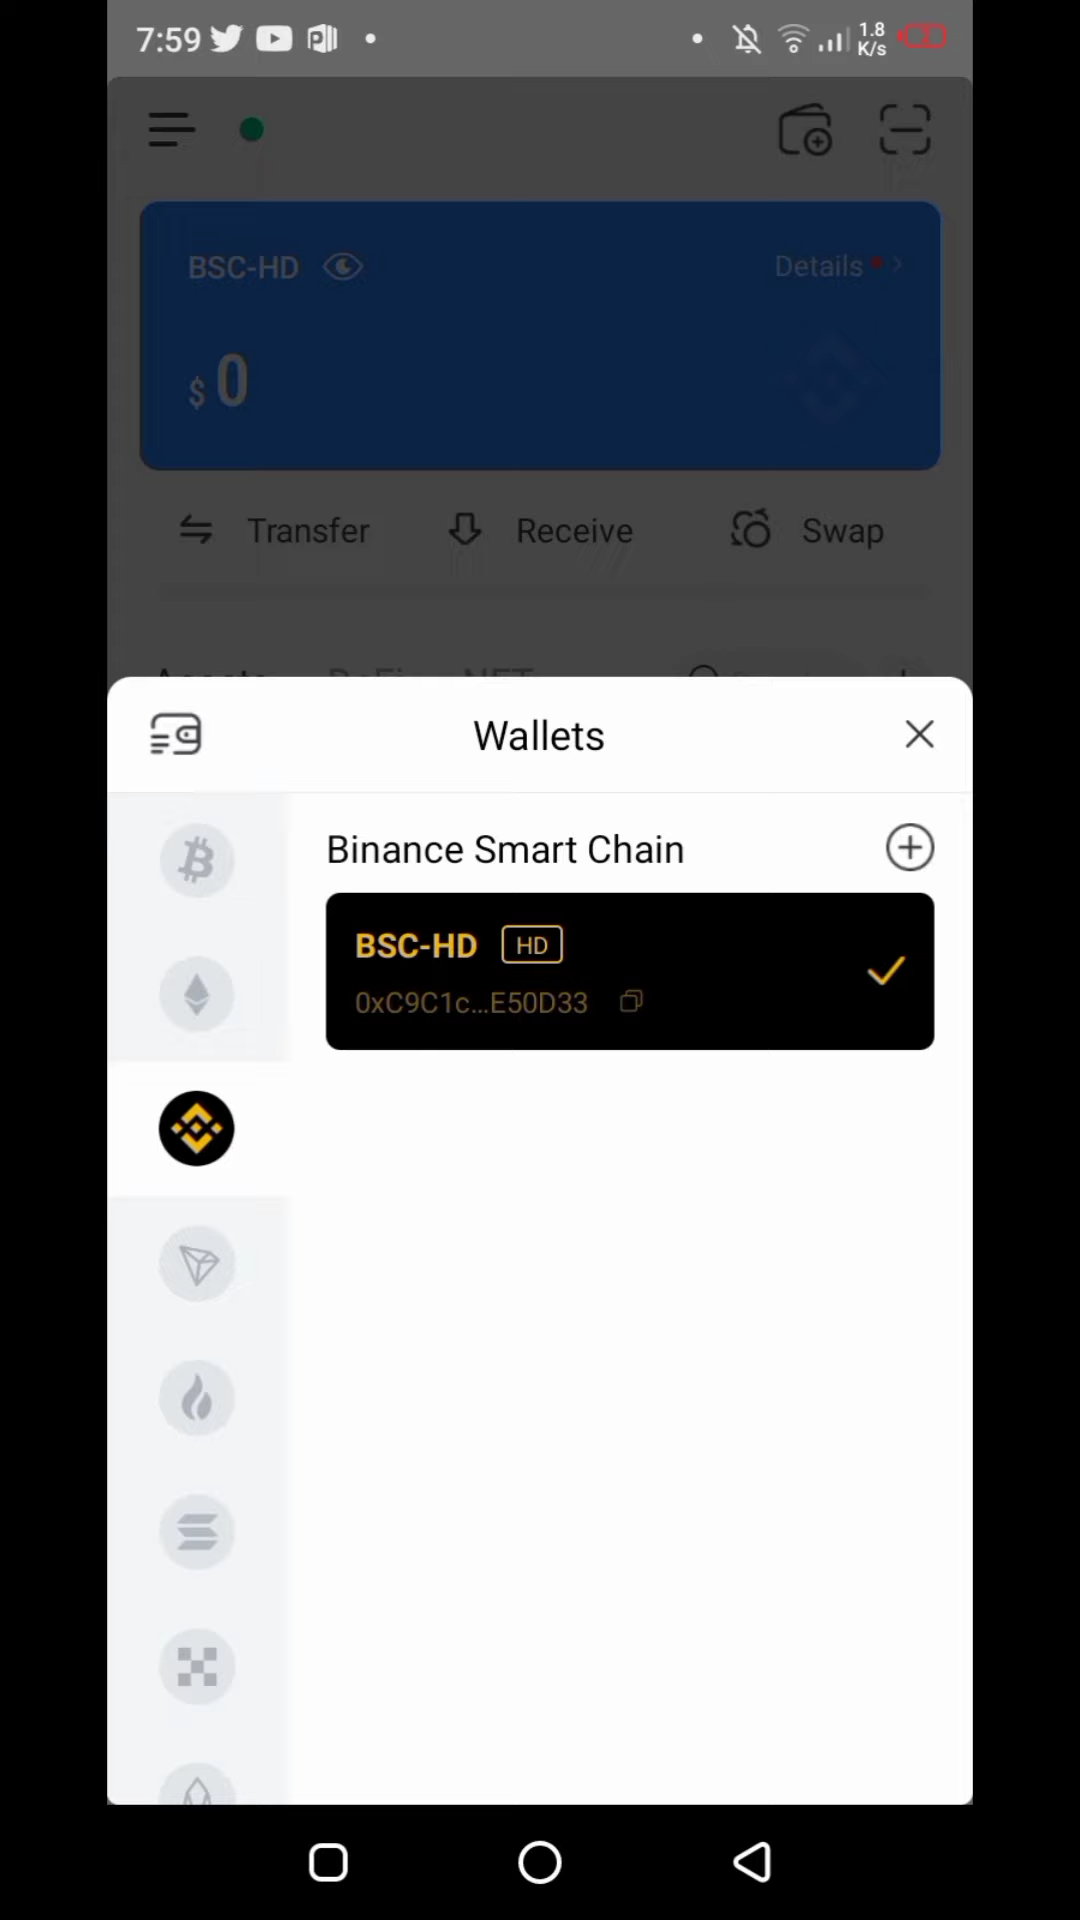 7:59
1.8
K/s
BSC-HD
Details
$ 0
Transfer
Receive
Swap
Wallets
Binance Smart Chain
BSC-HD HD
0xC9C1c...E50D33